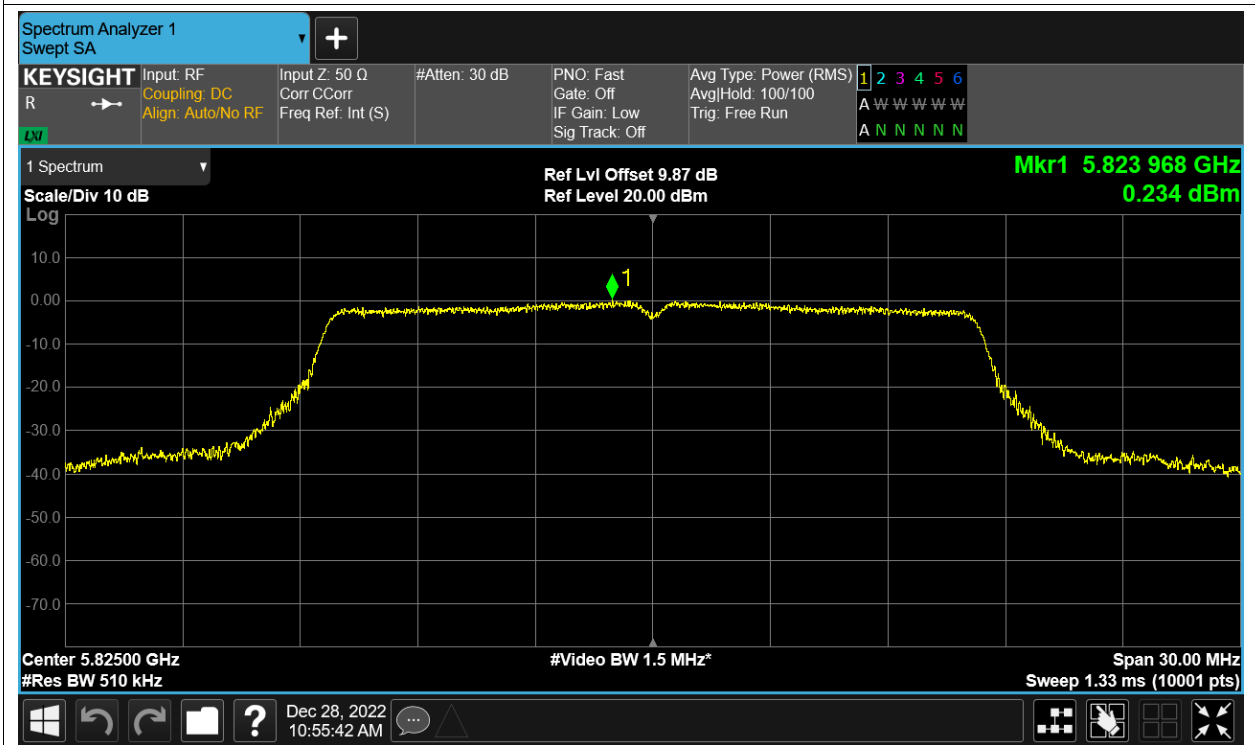 Spectrum Analyzer 1
Swept SA
+
KEYSIGHT
R
LXI
Input: RF
Coupling: DC
Align: Auto/No RF
Input Z: 50 Ω
Corr CCorr
Freq Ref: Int (S)
#Atten: 30 dB
PNO: Fast
Gate: Off
IF Gain: Low
Sig Track: Off
Avg Type: Power (RMS)
Avg|Hold: 100/100
Trig: Free Run
1 2 3 4 5 6
A W W W W W
A N N N N N
1 Spectrum
Scale/Div 10 dB
Log
Ref Lvl Offset 9.87 dB
Ref Level 20.00 dBm
Mkr1 5.823 968 GHz
0.234 dBm
1
10.0
0.00
-10.0
-20.0
-30.0
-40.0
-50.0
-60.0
-70.0
Center 5.82500 GHz
#Video BW 1.5 MHz*
Span 30.00 MHz
#Res BW 510 kHz
Sweep 1.33 ms (10001 pts)
?
Dec 28, 2022
10:55:42 AM